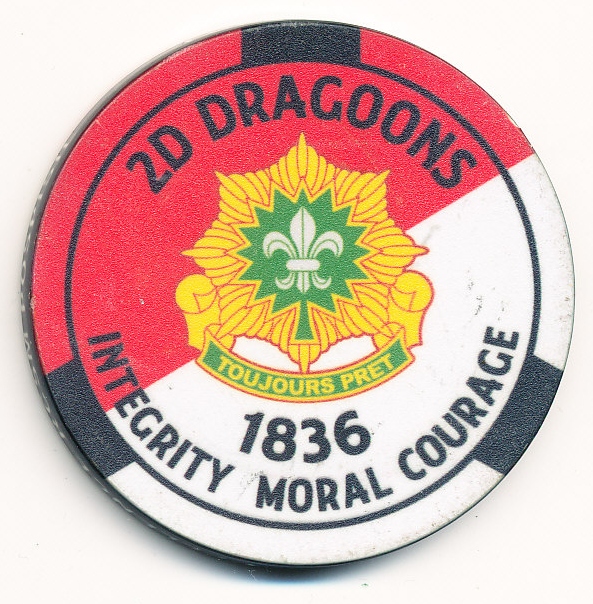 2D DRAGOONS
TOUJOURS PRET
1836
INTEGRITY MORAL COURAGE